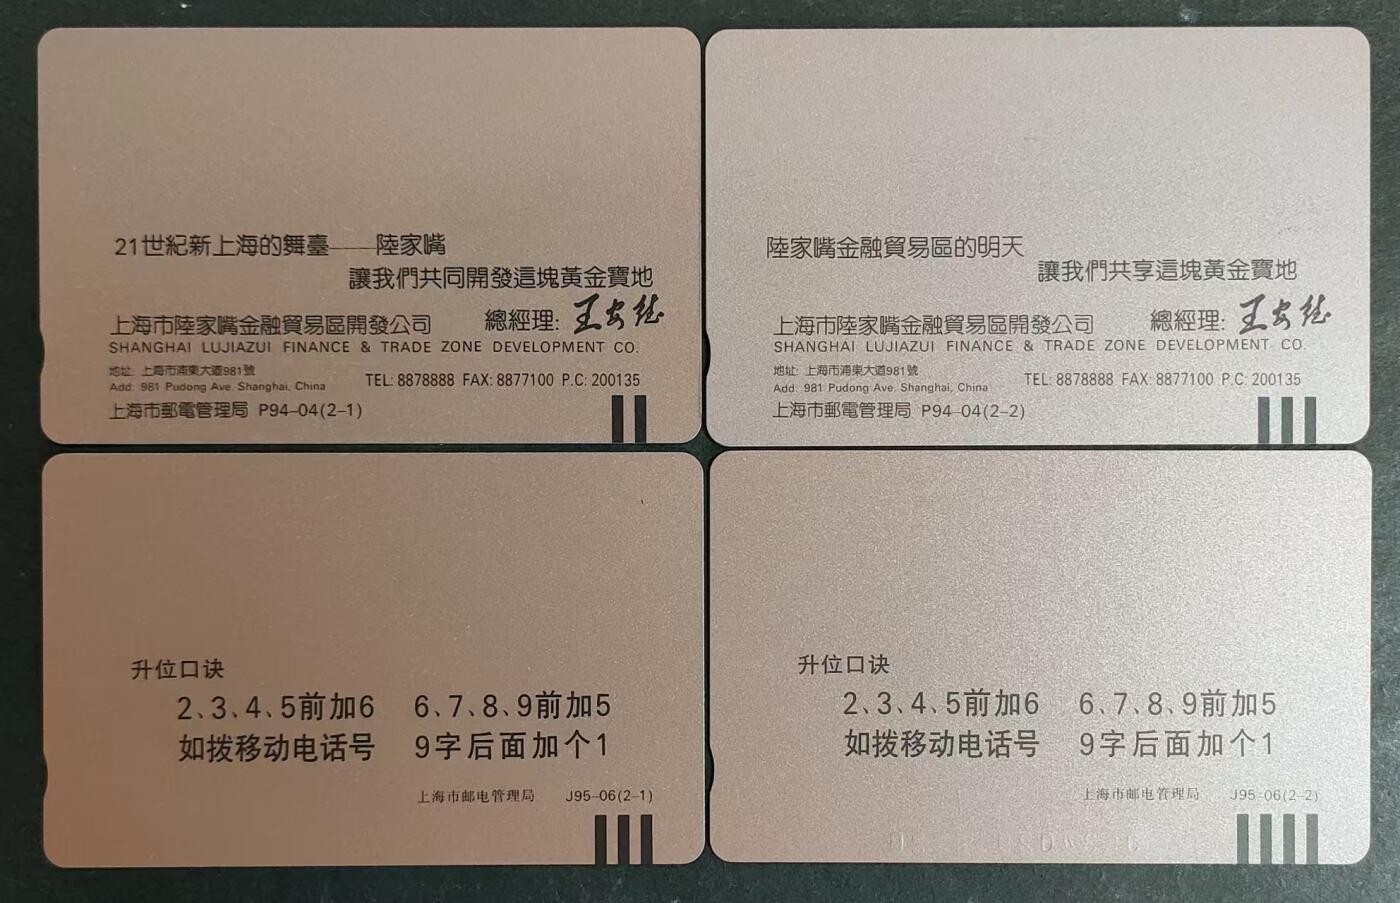 21世紀新上海的舞臺——陸家嘴
讓我們共同開發這塊黃金寶地
上海市陸家嘴金融貿易區開發公司 總經理:
SHANGHAI LUJIAZUI FINANCE & TRADE ZONE DEVELOPMENT CO.
地址: 上海市浦東大道981號
Add: 981 Pudong Ave. Shanghai, China
TEL: 8878888 FAX: 8877100 P.C: 200135
上海市郵電管理局 P94-04(2-1)
陸家嘴金融貿易區的明天
讓我們共享這塊黃金寶地
上海市陸家嘴金融貿易區開發公司 總經理:
SHANGHAI LUJIAZUI FINANCE & TRADE ZONE DEVELOPMENT CO.
地址: 上海市浦東大道981號
Add: 981 Pudong Ave. Shanghai, China
TEL: 8878888 FAX: 8877100 P.C: 200135
上海市郵電管理局 P94-04(2-2)
升位口诀
2、3、4、5前加6 6、7、8、9前加5
如拨移动电话号 9字后面加个1
上海市邮电管理局 J95-06(2-1)
升位口诀
2、3、4、5前加6 6、7、8、9前加5
如拨移动电话号 9字后面加个1
上海市邮电管理局 J95-06(2-2)